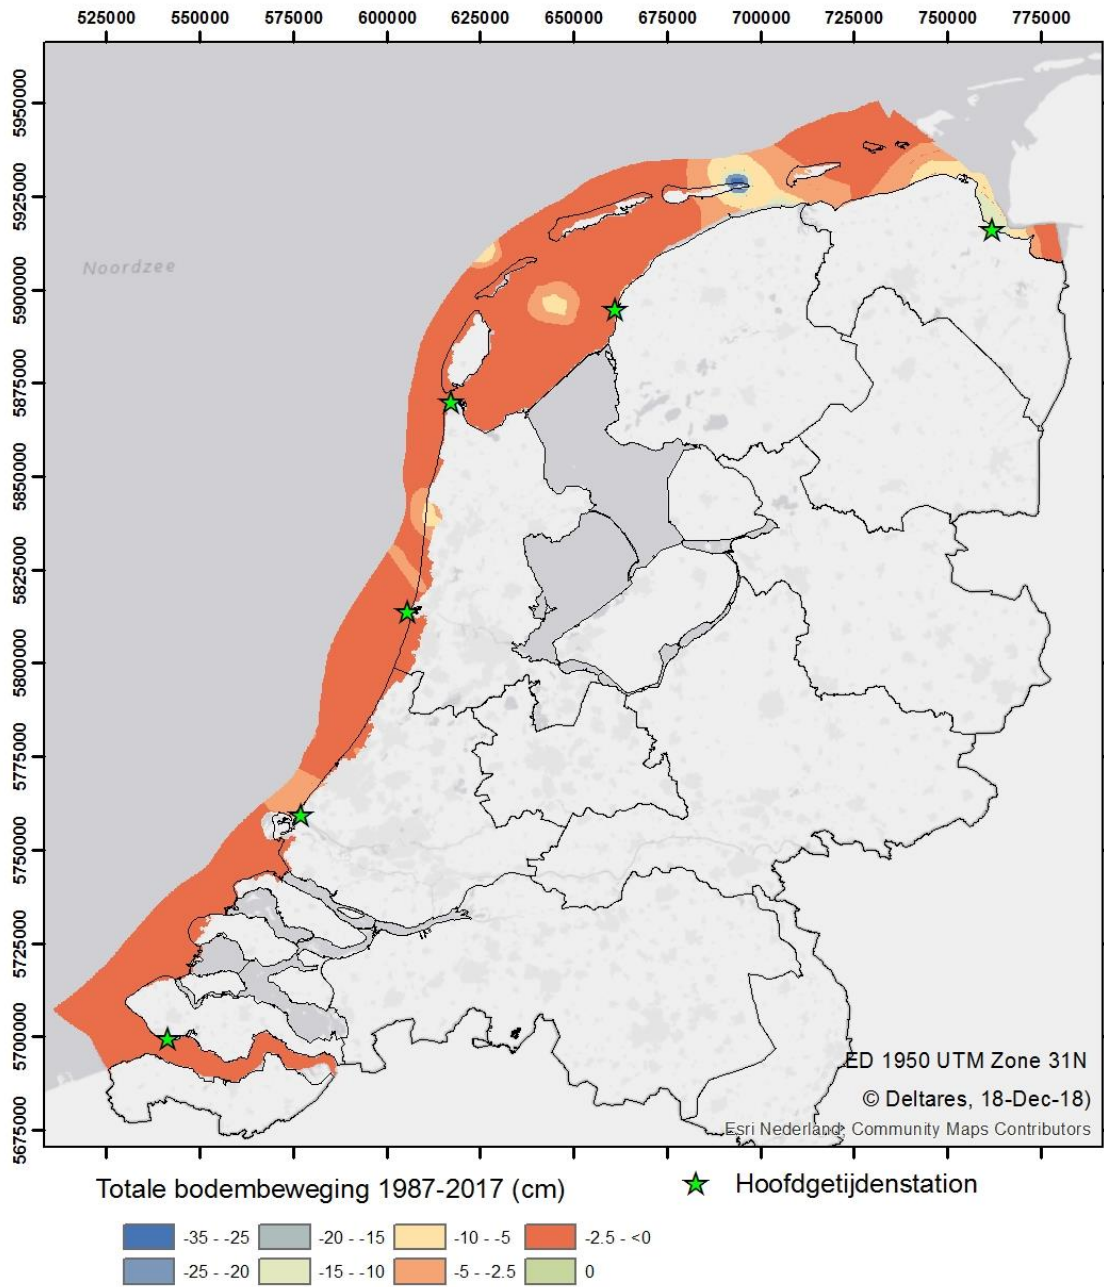 525000 550000 575000 600000 625000 650000 675000 700000 725000 750000 775000
5950000
5925000
5900000
5875000
5850000
5825000
5800000
5775000
5750000
5725000
5700000
5675000
Noordzee
ED 1950 UTM Zone 31N
© Deltares, 18-Dec-18)
Esri Nederland, Community Maps Contributors
Totale bodembeweging 1987-2017 (cm)
Hoofdgetijdenstation
-35 - -25 -20 - -15 -10 - -5 -2.5 - <0
-25 - -20 -15 - -10 -5 - -2.5 0